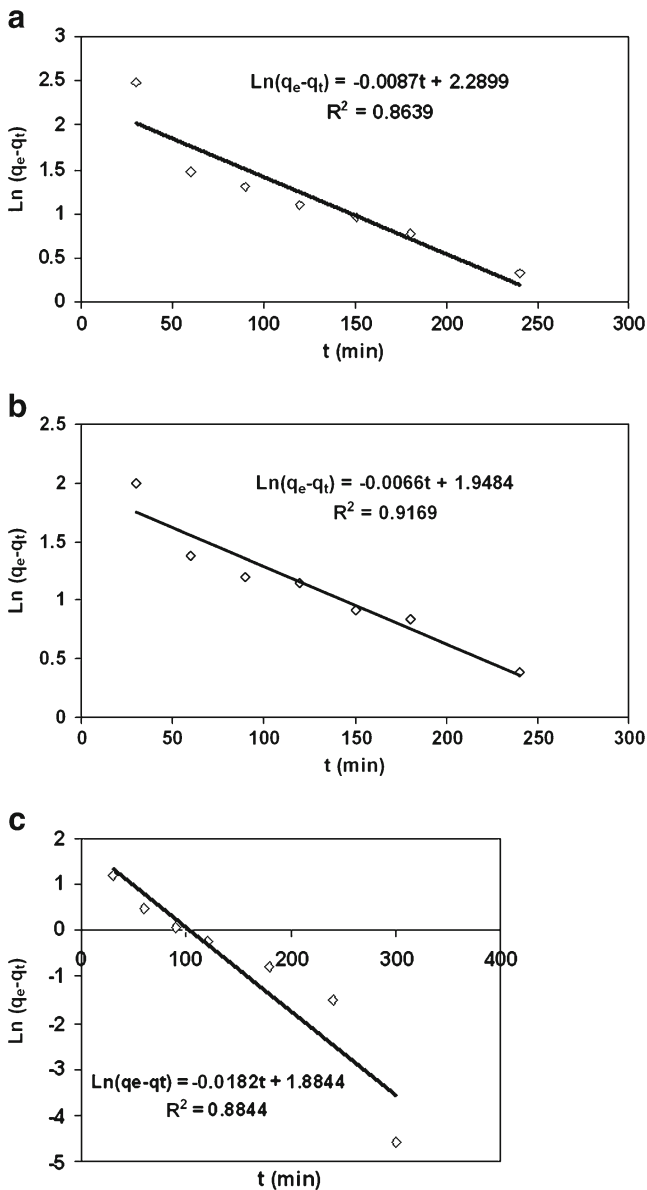 a
3
2.5
2
1.5
1
0.5
0
Ln (qe-qt)
Ln(qe-qt) = -0.0087t + 2.2899
R2 = 0.8639
0 50 100 150 200 250 300
t (min)
b
2.5
2
1.5
1
0.5
0
Ln (qe-qt)
Ln(qe-qt) = -0.0066t + 1.9484
R2 = 0.9169
0 50 100 150 200 250 300
t (min)
c
2
1
0
0 100 200 300 400
-1
-2
-3
-4
-5
Ln (qe-qt)
Ln(qe-qt) = -0.0182t + 1.8844
R2 = 0.8844
t (min)